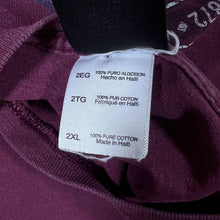 2EG
100% PURO ALGODON
Hecho en Haiti
2TG
100% PUR COTON
Fabriqué en Haïti
2XL
100% PURE COTTON
Made in Haiti